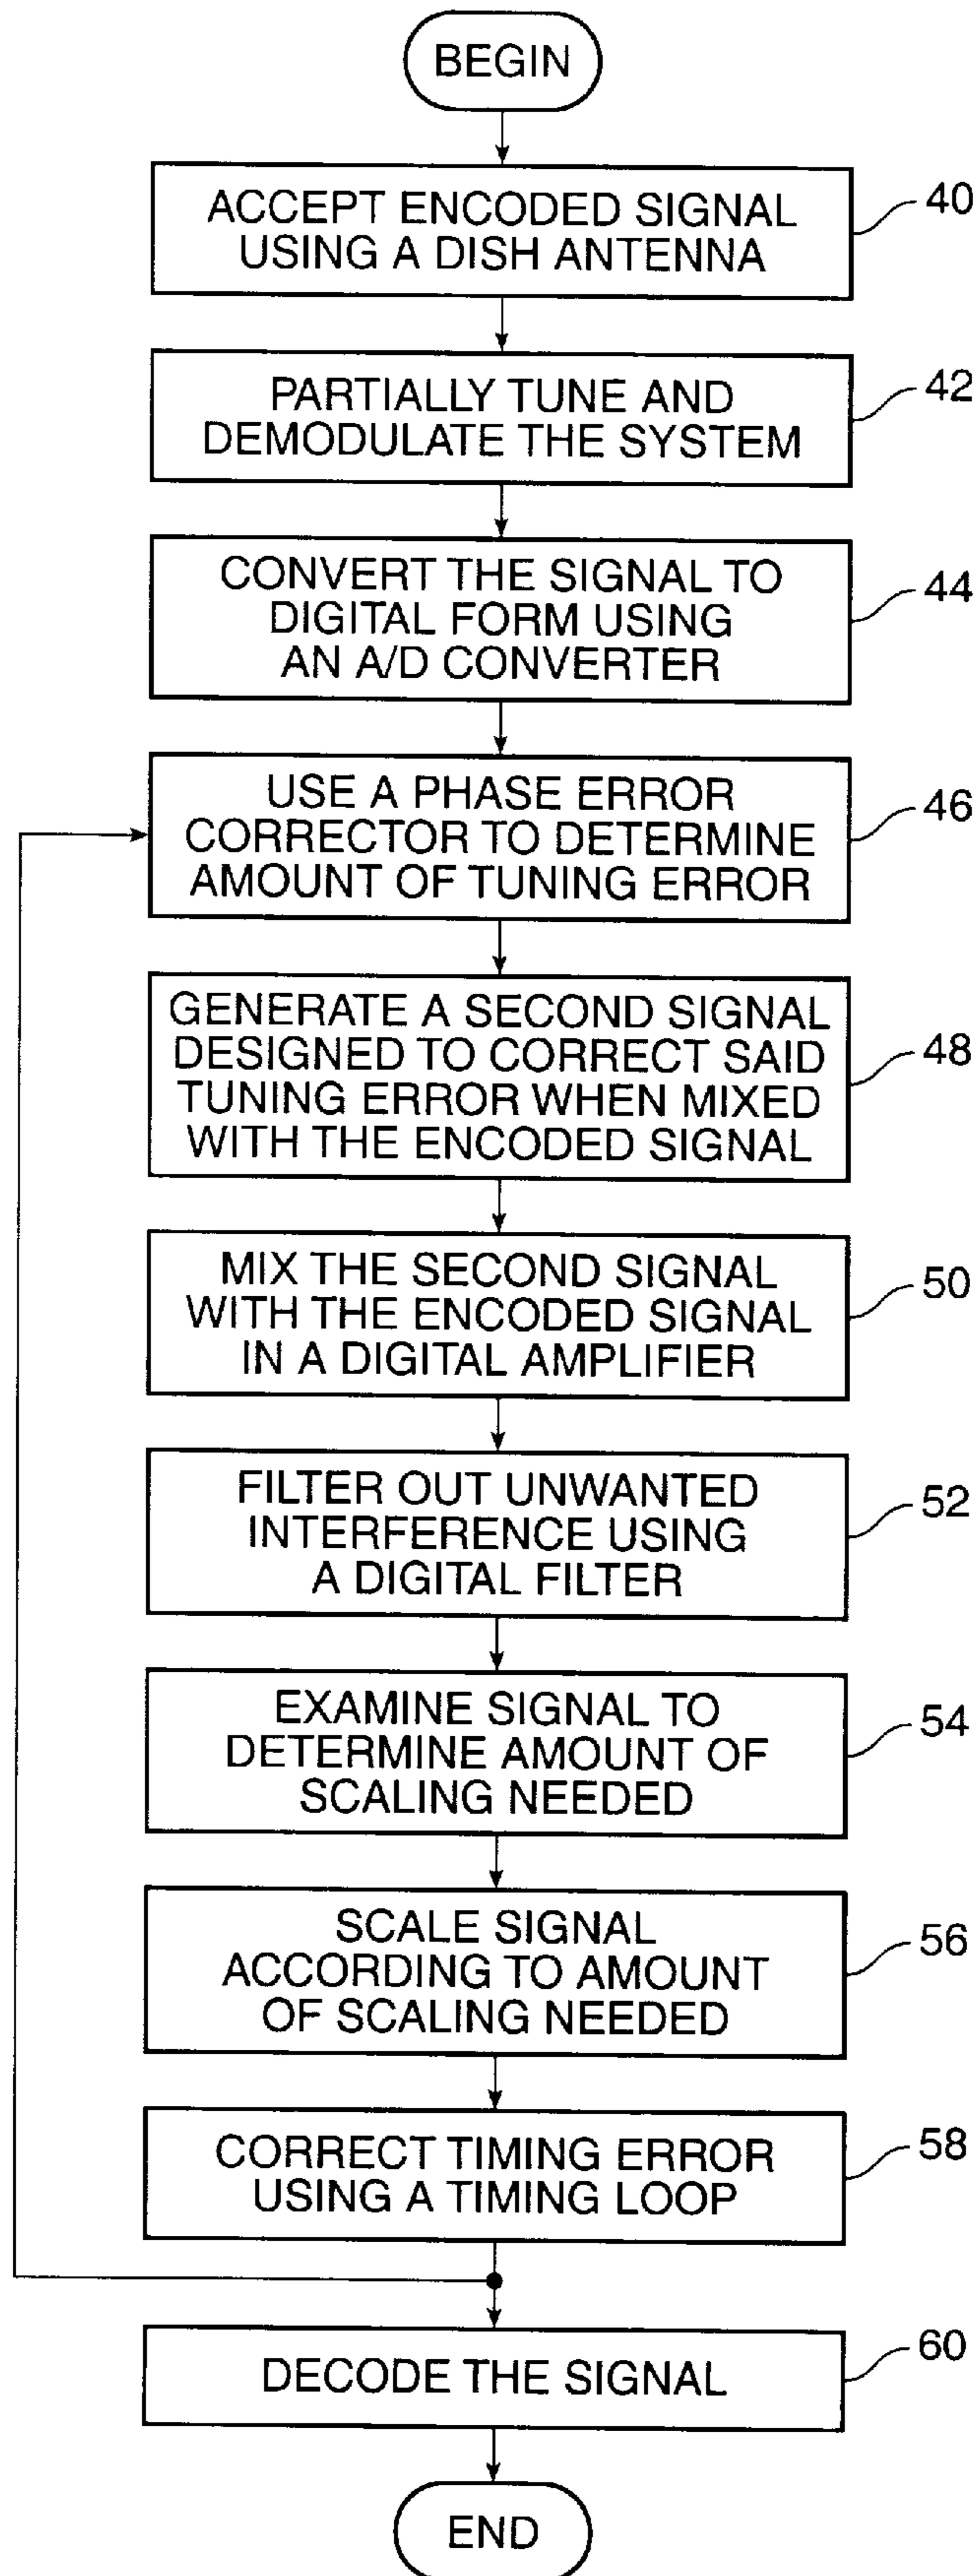 BEGIN
ACCEPT ENCODED SIGNAL
USING A DISH ANTENNA
40
PARTIALLY TUNE AND
DEMODULATE THE SYSTEM
42
CONVERT THE SIGNAL TO
DIGITAL FORM USING
AN A/D CONVERTER
44
USE A PHASE ERROR
CORRECTOR TO DETERMINE
AMOUNT OF TUNING ERROR
46
GENERATE A SECOND SIGNAL
DESIGNED TO CORRECT SAID
TUNING ERROR WHEN MIXED
WITH THE ENCODED SIGNAL
48
MIX THE SECOND SIGNAL
WITH THE ENCODED SIGNAL
IN A DIGITAL AMPLIFIER
50
FILTER OUT UNWANTED
INTERFERENCE USING
A DIGITAL FILTER
52
EXAMINE SIGNAL TO
DETERMINE AMOUNT OF
SCALING NEEDED
54
SCALE SIGNAL
ACCORDING TO AMOUNT
OF SCALING NEEDED
56
CORRECT TIMING ERROR
USING A TIMING LOOP
58
DECODE THE SIGNAL
60
END